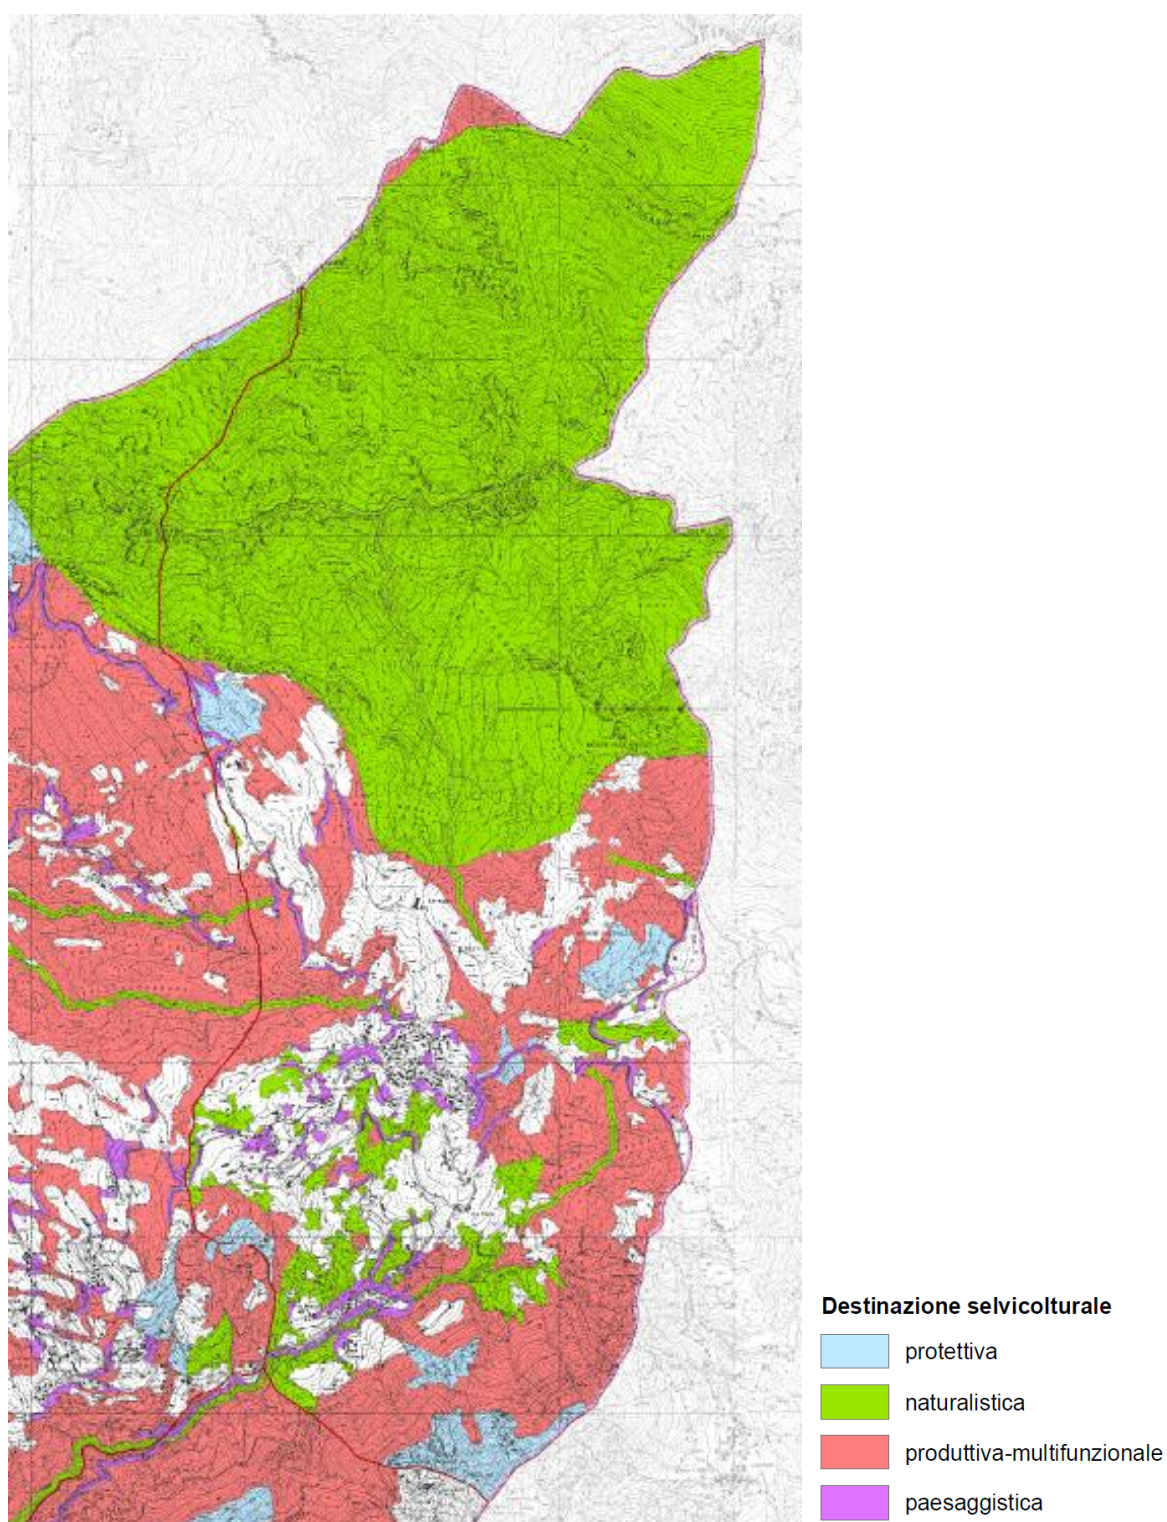 Destinazione selvicolturale
protettiva
naturalistica
produttiva-multifunzionale
paesaggistica